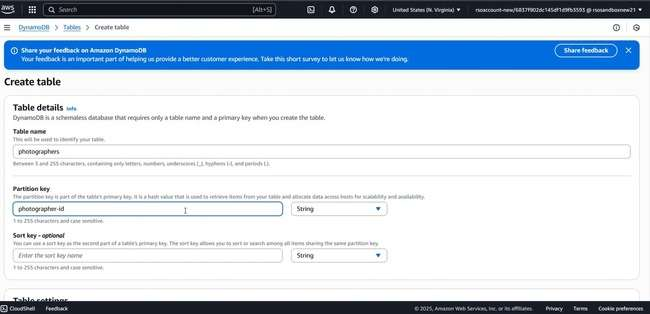 aws
Search
[Alt+S]
United States (N. Virginia)
rsoaccount-new/6837f902dc145df1d9fb3593 @ rsosandboxnew21
DynamoDB > Tables > Create table
Share your feedback on Amazon DynamoDB
Your feedback is an important part of helping us provide a better customer experience. Take this short survey to let us know how we're doing.
Share feedback
Create table
Table details Info
DynamoDB is a schemaless database that requires only a table name and a primary key when you create the table.
Table name
This will be used to identify your table.
photographers
Between 3 and 255 characters, containing only letters, numbers, underscores (_), hyphens (-), and periods (.).
Partition key
The partition key is part of the table's primary key. It is a hash value that is used to retrieve items from your table and allocate data across hosts for scalability and availability.
photographer-id
String
1 to 255 characters and case sensitive.
Sort key - optional
You can use a sort key as the second part of a table's primary key. The sort key allows you to sort or search among all items sharing the same partition key.
Enter the sort key name
String
1 to 255 characters and case sensitive.
Table settings
CloudShell
Feedback
© 2025, Amazon Web Services, Inc. or its affiliates.
Privacy
Terms
Cookie preferences